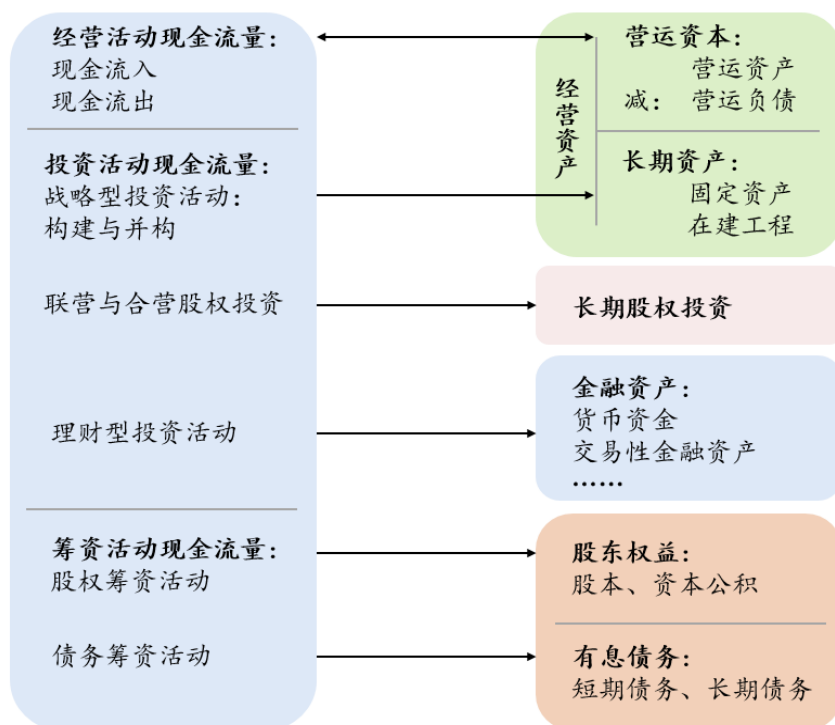 经营活动现金流量：
现金流入
现金流出
投资活动现金流量：
战略型投资活动：
构建与并构
联营与合营股权投资
理财型投资活动
筹资活动现金流量：
股权筹资活动
债务筹资活动
经营资产
营运资本：
营运资产
减： 营运负债
长期资产：
固定资产
在建工程
长期股权投资
金融资产：
货币资金
交易性金融资产
……
股东权益：
股本、资本公积
有息债务：
短期债务、长期债务